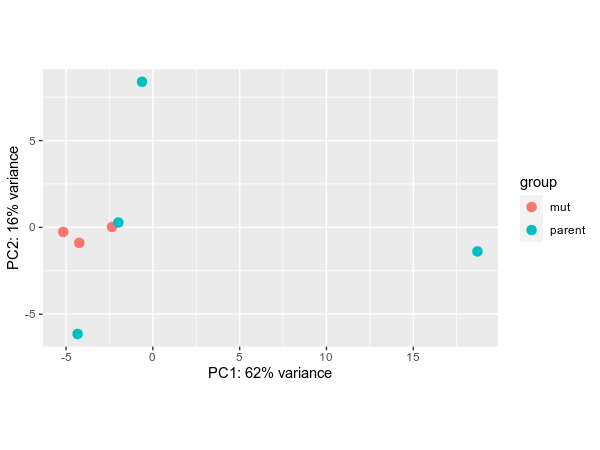 5
0
-5
PC2: 16% variance
-5 0 5 10 15
PC1: 62% variance
group
mut
parent